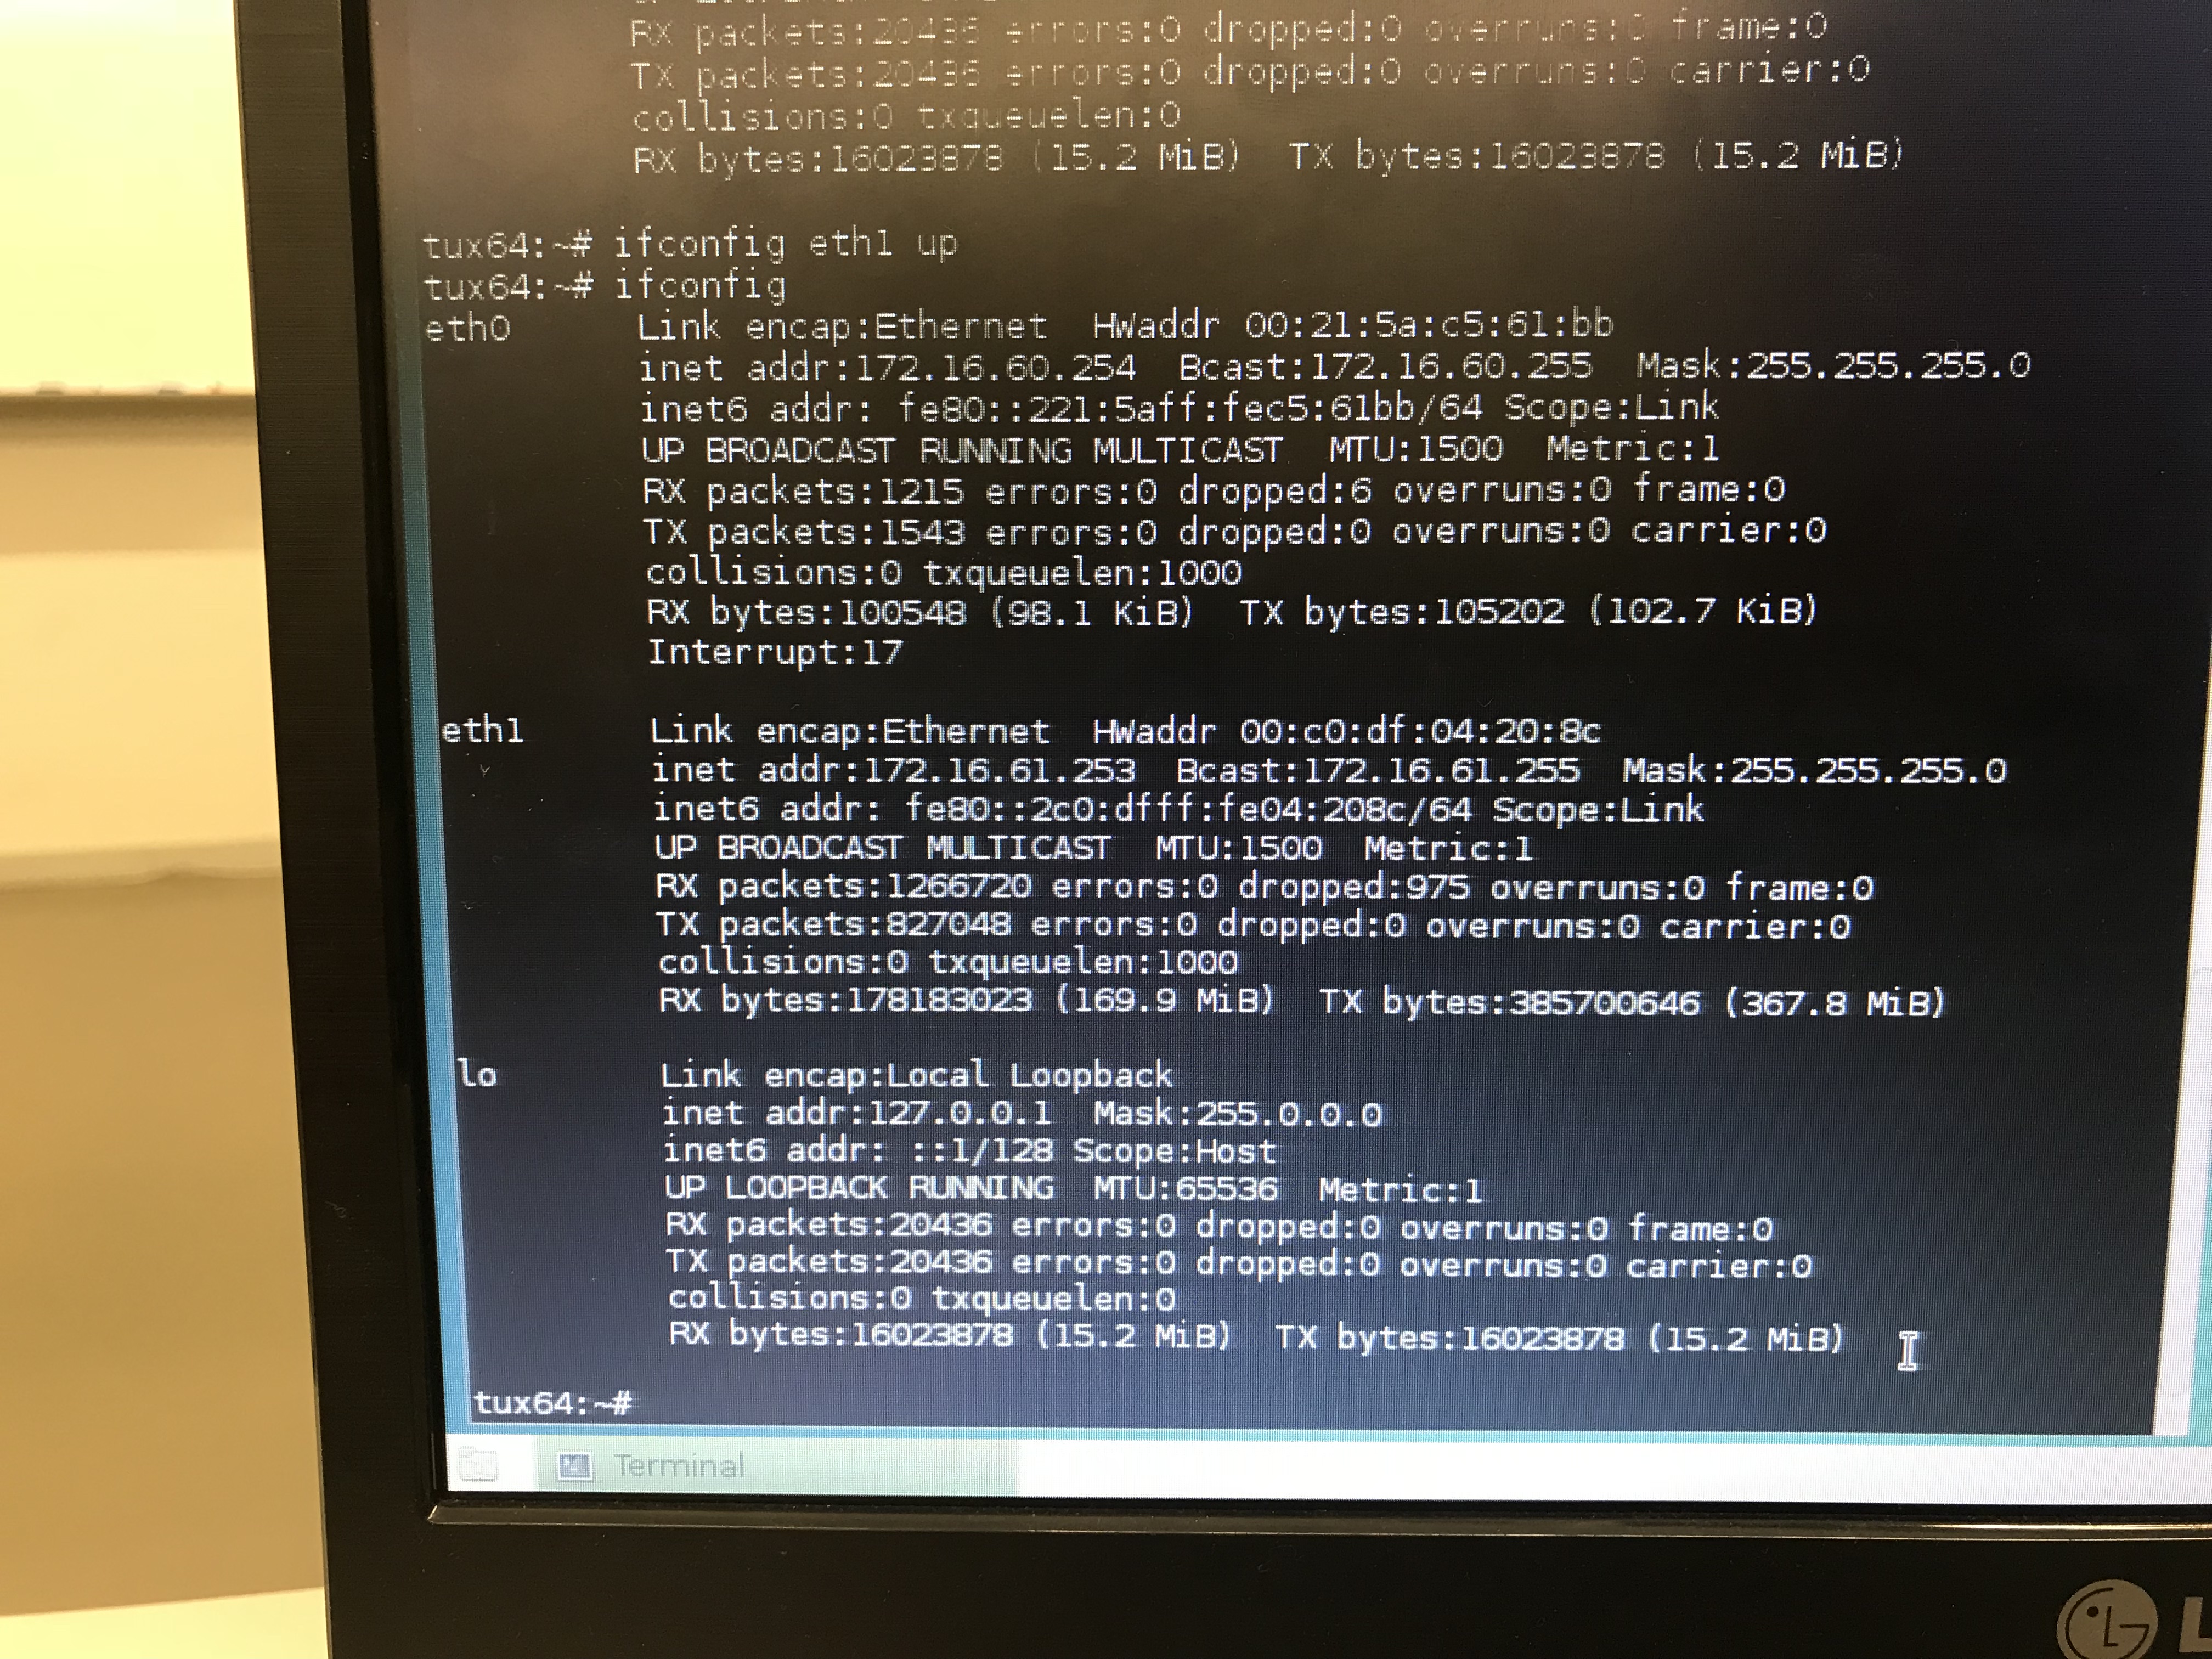 RX packets:20436 errors:0 dropped:0 overruns:0 frame:0
TX packets:20436 errors:0 dropped:0 overruns:0 carrier:0
collisions:0 txqueuelen:0
RX bytes:16023878 (15.2 MiB)  TX bytes:16023878 (15.2 MiB)
tux64:~# ifconfig eth1 up
tux64:~# ifconfig
eth0 Link encap:Ethernet  HWaddr 00:21:5a:c5:61:bb
inet addr:172.16.60.254  Bcast:172.16.60.255  Mask:255.255.255.0
inet6 addr: fe80::221:5aff:fec5:61bb/64 Scope:Link
UP BROADCAST RUNNING MULTICAST  MTU:1500  Metric:1
RX packets:1215 errors:0 dropped:6 overruns:0 frame:0
TX packets:1543 errors:0 dropped:0 overruns:0 carrier:0
collisions:0 txqueuelen:1000
RX bytes:100548 (98.1 KiB)  TX bytes:105202 (102.7 KiB)
Interrupt:17
eth1 Link encap:Ethernet  HWaddr 00:c0:df:04:20:8c
inet addr:172.16.61.253  Bcast:172.16.61.255  Mask:255.255.255.0
inet6 addr: fe80::2c0:dfff:fe04:208c/64 Scope:Link
UP BROADCAST MULTICAST  MTU:1500  Metric:1
RX packets:1266720 errors:0 dropped:975 overruns:0 frame:0
TX packets:827048 errors:0 dropped:0 overruns:0 carrier:0
collisions:0 txqueuelen:1000
RX bytes:178183023 (169.9 MiB)  TX bytes:385700646 (367.8 MiB)
lo Link encap:Local Loopback
inet addr:127.0.0.1  Mask:255.0.0.0
inet6 addr: ::1/128 Scope:Host
UP LOOPBACK RUNNING  MTU:65536  Metric:1
RX packets:20436 errors:0 dropped:0 overruns:0 frame:0
TX packets:20436 errors:0 dropped:0 overruns:0 carrier:0
collisions:0 txqueuelen:0
RX bytes:16023878 (15.2 MiB)  TX bytes:16023878 (15.2 MiB)
tux64:~#
Terminal